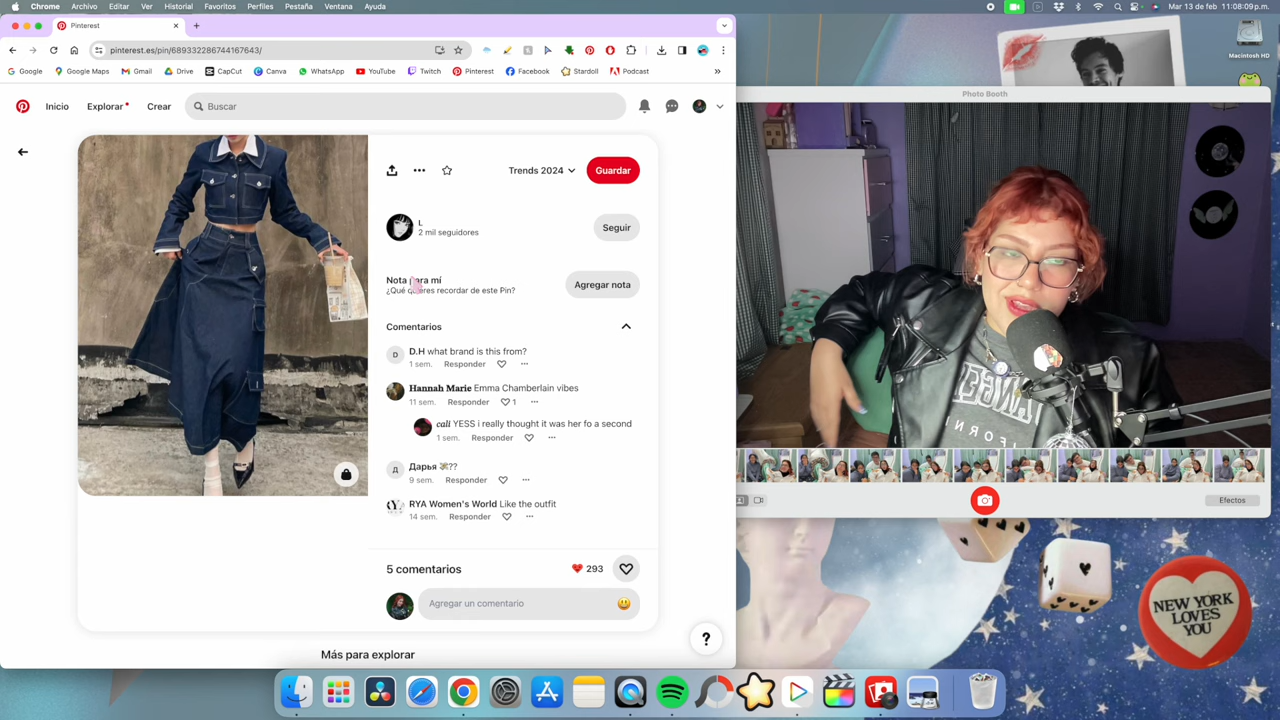 Chrome Archivo Editar Ver Historial Favoritos Perfiles Pestaña Ventana Ayuda
Mar 13 de feb 11:08:09 p.m.
Pinterest
pinterest.es/pin/689332286744167643/
Google Google Maps Gmail Drive CapCut Canva WhatsApp YouTube Twitch Pinterest Facebook Stardoll Podcast
Macintosh HD
Inicio Explorar Crear Buscar
Photo Booth
Trends 2024 Guardar
L
2 mil seguidores
Seguir
Nota para mí
¿Qué quieres recordar de este Pin?
Agregar nota
Comentarios
D D.H what brand is this from?
1 sem. Responder
Hannah Marie Emma Chamberlain vibes
11 sem. Responder 1
cali YESS i really thought it was her fo a second
1 sem. Responder
Д Дарья 🛒??
9 sem. Responder
RYA Women's World Like the outfit
14 sem. Responder
5 comentarios
293
Agregar un comentario
?
Más para explorar
Efectos
NEW YORK
LOVES
YOU